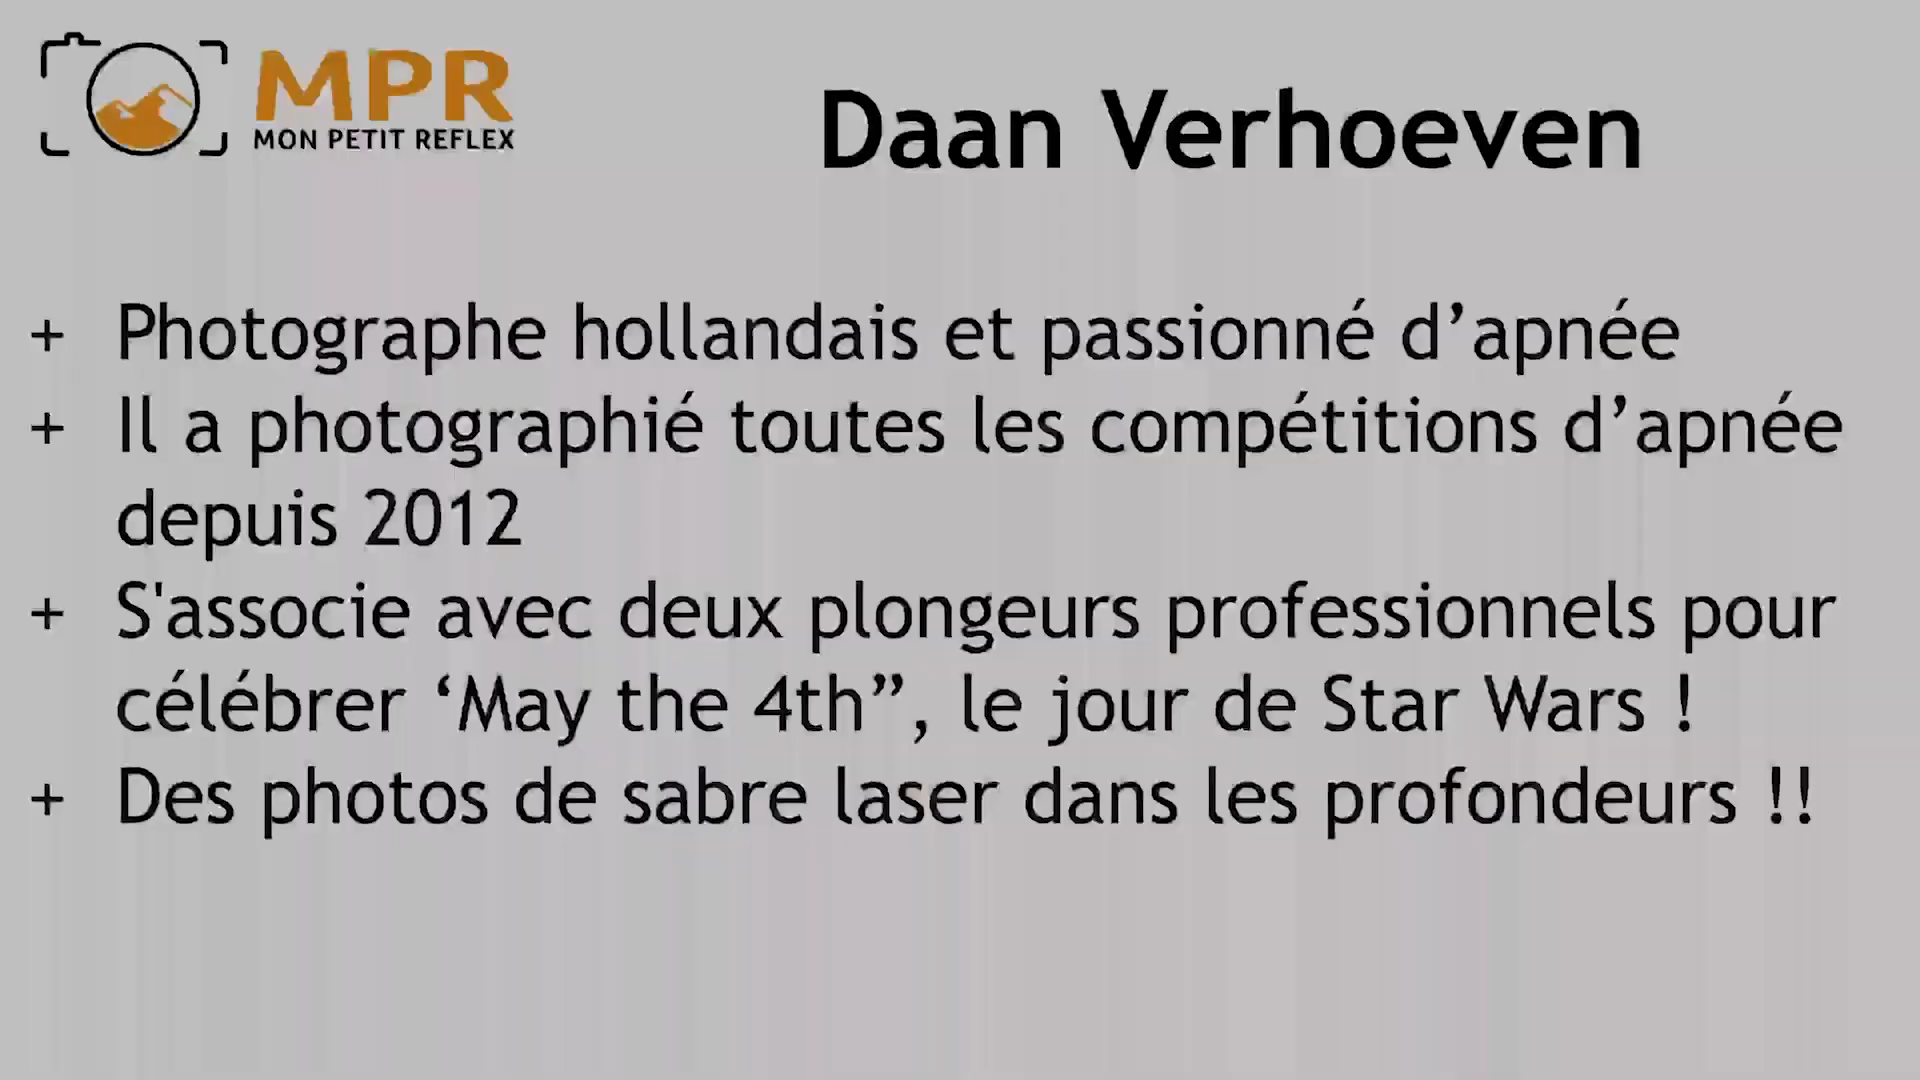 MPR
MON PETIT REFLEX
Daan Verhoeven
+ Photographe hollandais et passionné d’apnée
+ Il a photographié toutes les compétitions d’apnée
depuis 2012
+ S'associe avec deux plongeurs professionnels pour
célébrer ‘May the 4th”, le jour de Star Wars !
+ Des photos de sabre laser dans les profondeurs !!